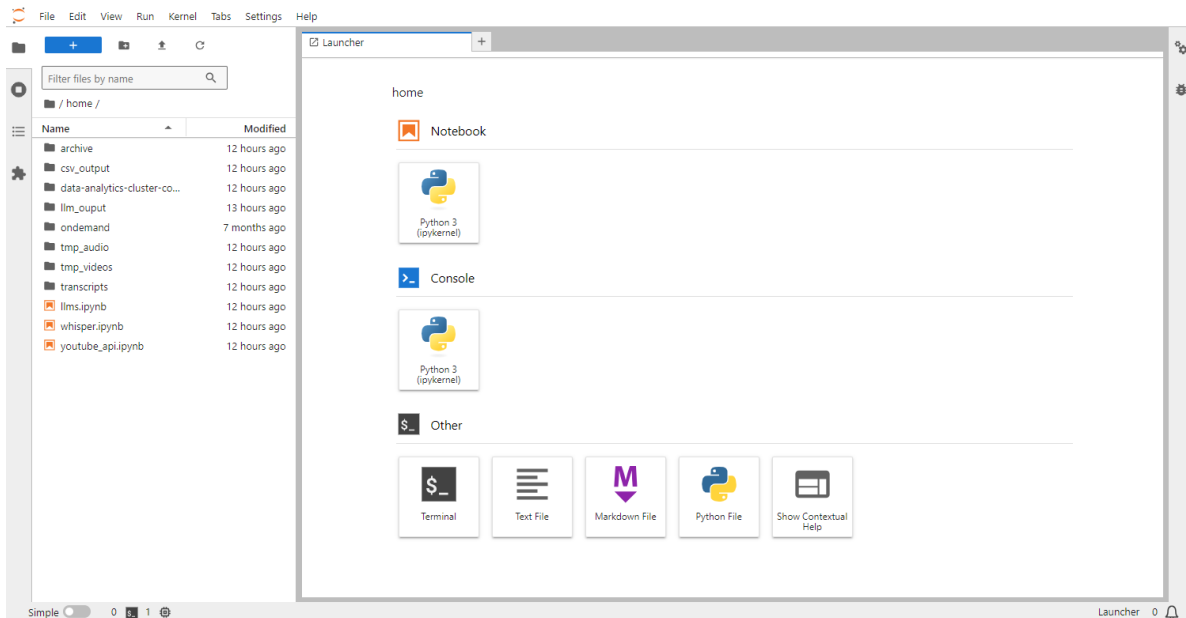 File Edit View Run Kernel Tabs Settings Help
+
Filter files by name
/ home /
Name Modified
archive 12 hours ago
csv_output 12 hours ago
data-analytics-cluster-co... 12 hours ago
llm_ouput 13 hours ago
ondemand 7 months ago
tmp_audio 12 hours ago
tmp_videos 12 hours ago
transcripts 12 hours ago
llms.ipynb 12 hours ago
whisper.ipynb 12 hours ago
youtube_api.ipynb 12 hours ago
Launcher +
home
Notebook
Python 3
(ipykernel)
>_ Console
Python 3
(ipykernel)
$_ Other
$_
Terminal
Text File
M
Markdown File
Python File
Show Contextual
Help
Simple 0 $_ 1 Launcher 0